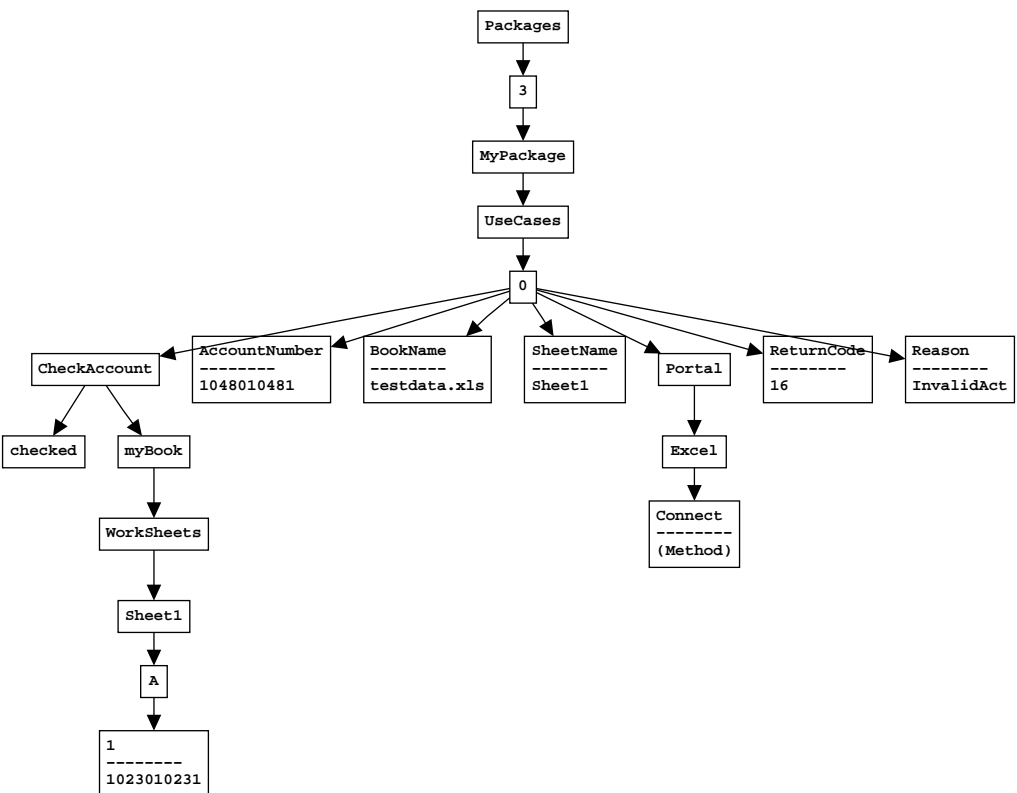 Packages
3
MyPackage
UseCases
0
CheckAccount
AccountNumber
--------
1048010481
BookName
--------
testdata.xls
SheetName
--------
Sheet1
Portal
ReturnCode
--------
16
Reason
--------
InvalidAct
checked
myBook
Excel
WorkSheets
Connect
--------
(Method)
Sheet1
A
1
--------
1023010231